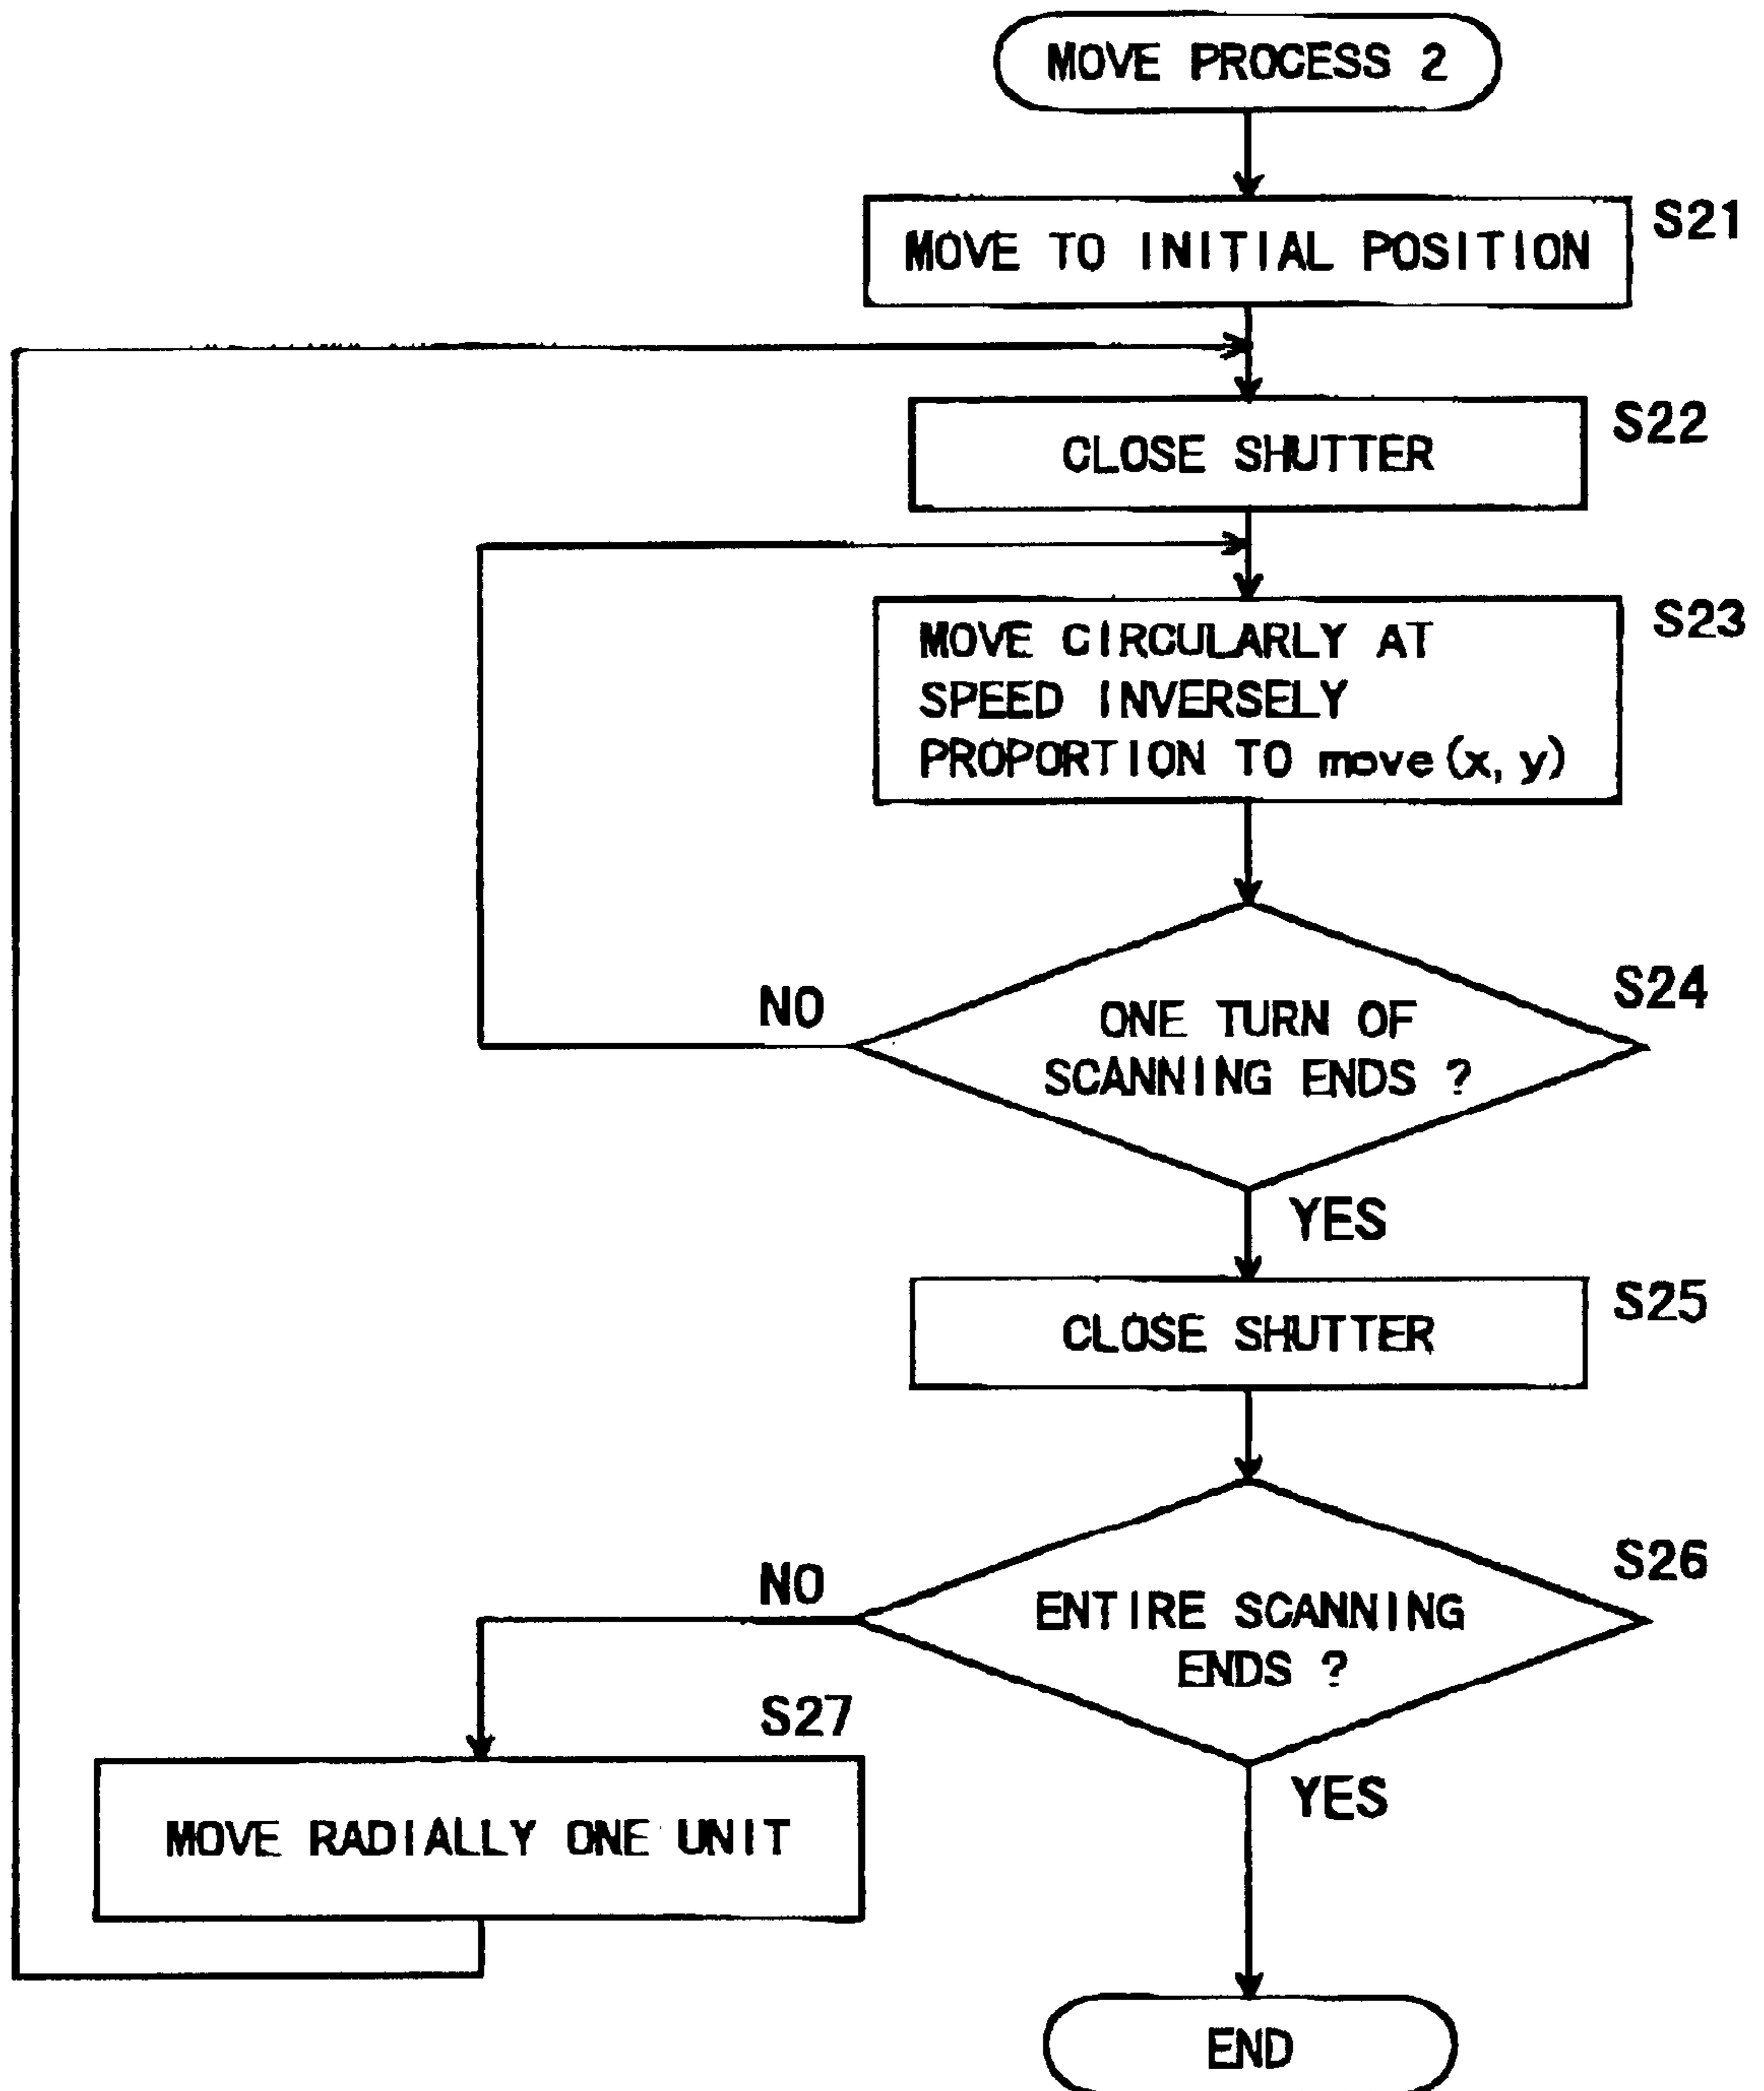 MOVE PROCESS 2
S21
MOVE TO INITIAL POSITION
S22
CLOSE SHUTTER
S23
MOVE CIRCULARLY AT
SPEED INVERSELY
PROPORTION TO move(x, y)
S24
NO
ONE TURN OF
SCANNING ENDS ?
YES
S25
CLOSE SHUTTER
S26
NO
ENTIRE SCANNING
ENDS ?
S27
YES
MOVE RADIALLY ONE UNIT
END